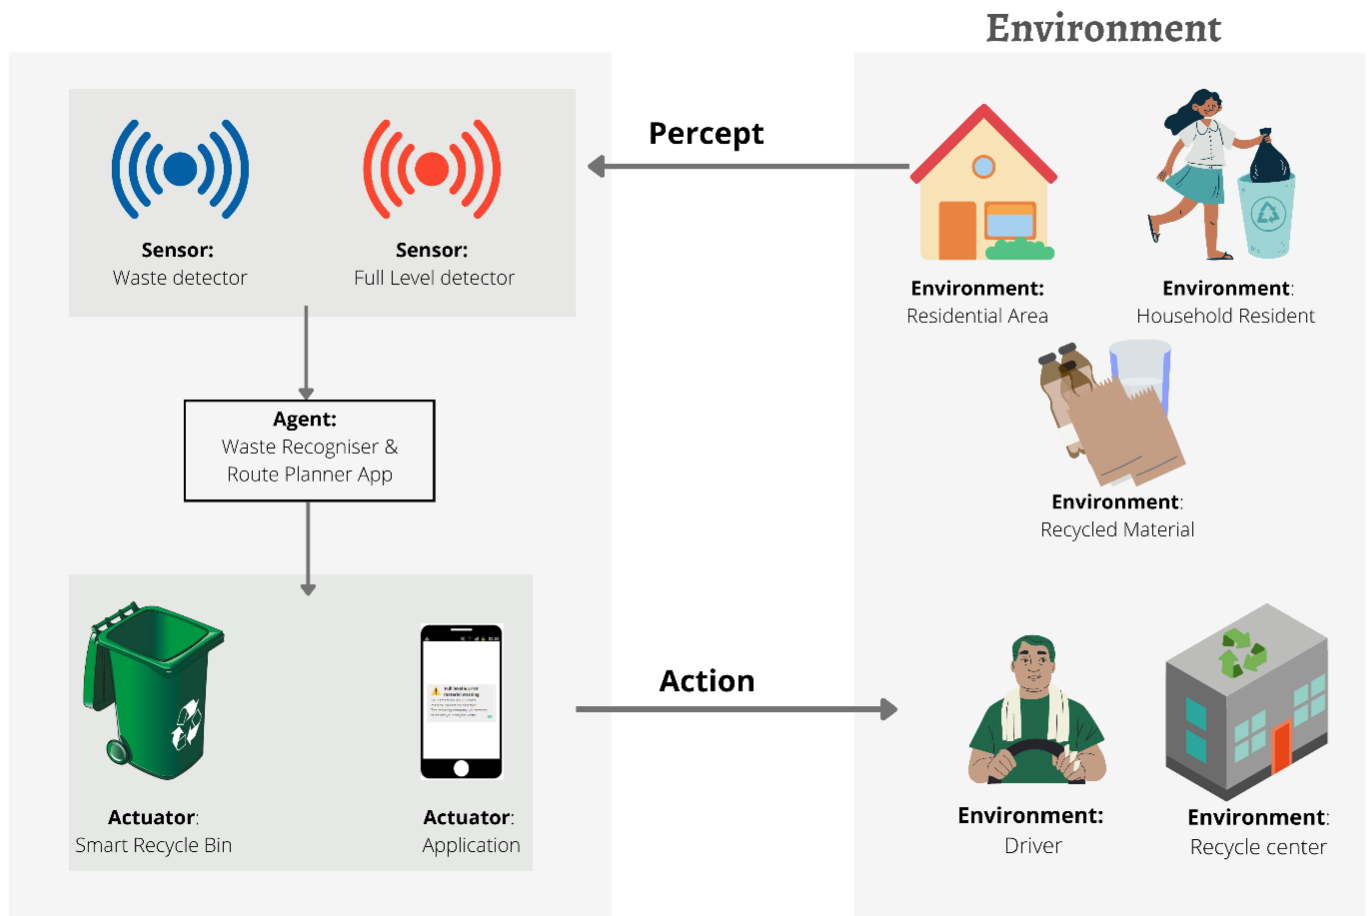 Environment
Percept
Sensor:
Waste detector
Sensor:
Full Level detector
Environment:
Residential Area
Environment:
Household Resident
Agent:
Waste Recogniser &
Route Planner App
Environment:
Recycled Material
Action
Actuator:
Smart Recycle Bin
Actuator:
Application
Environment:
Driver
Environment:
Recycle center